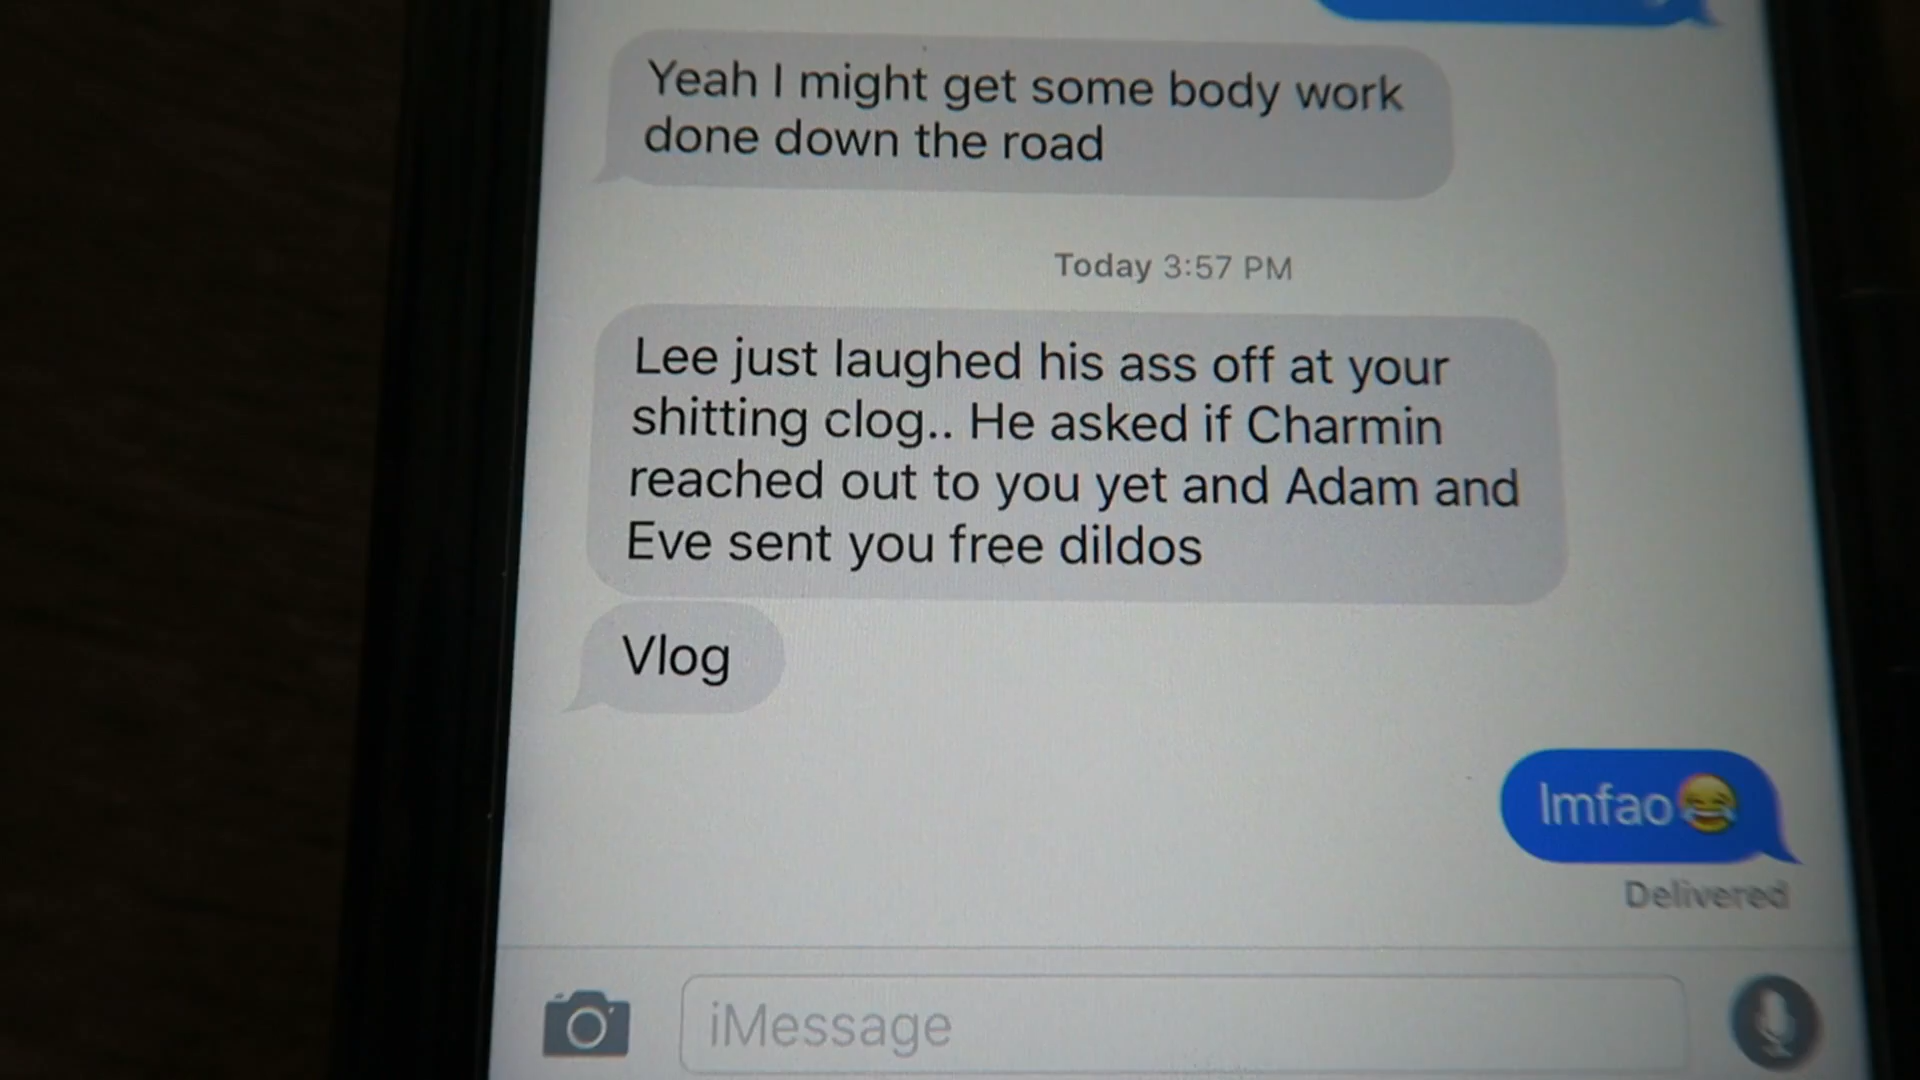 Yeah I might get some body work
done down the road
Today 3:57 PM
Lee just laughed his ass off at your
shitting clog.. He asked if Charmin
reached out to you yet and Adam and
Eve sent you free dildos
Vlog
lmfao😂
Delivered
iMessage